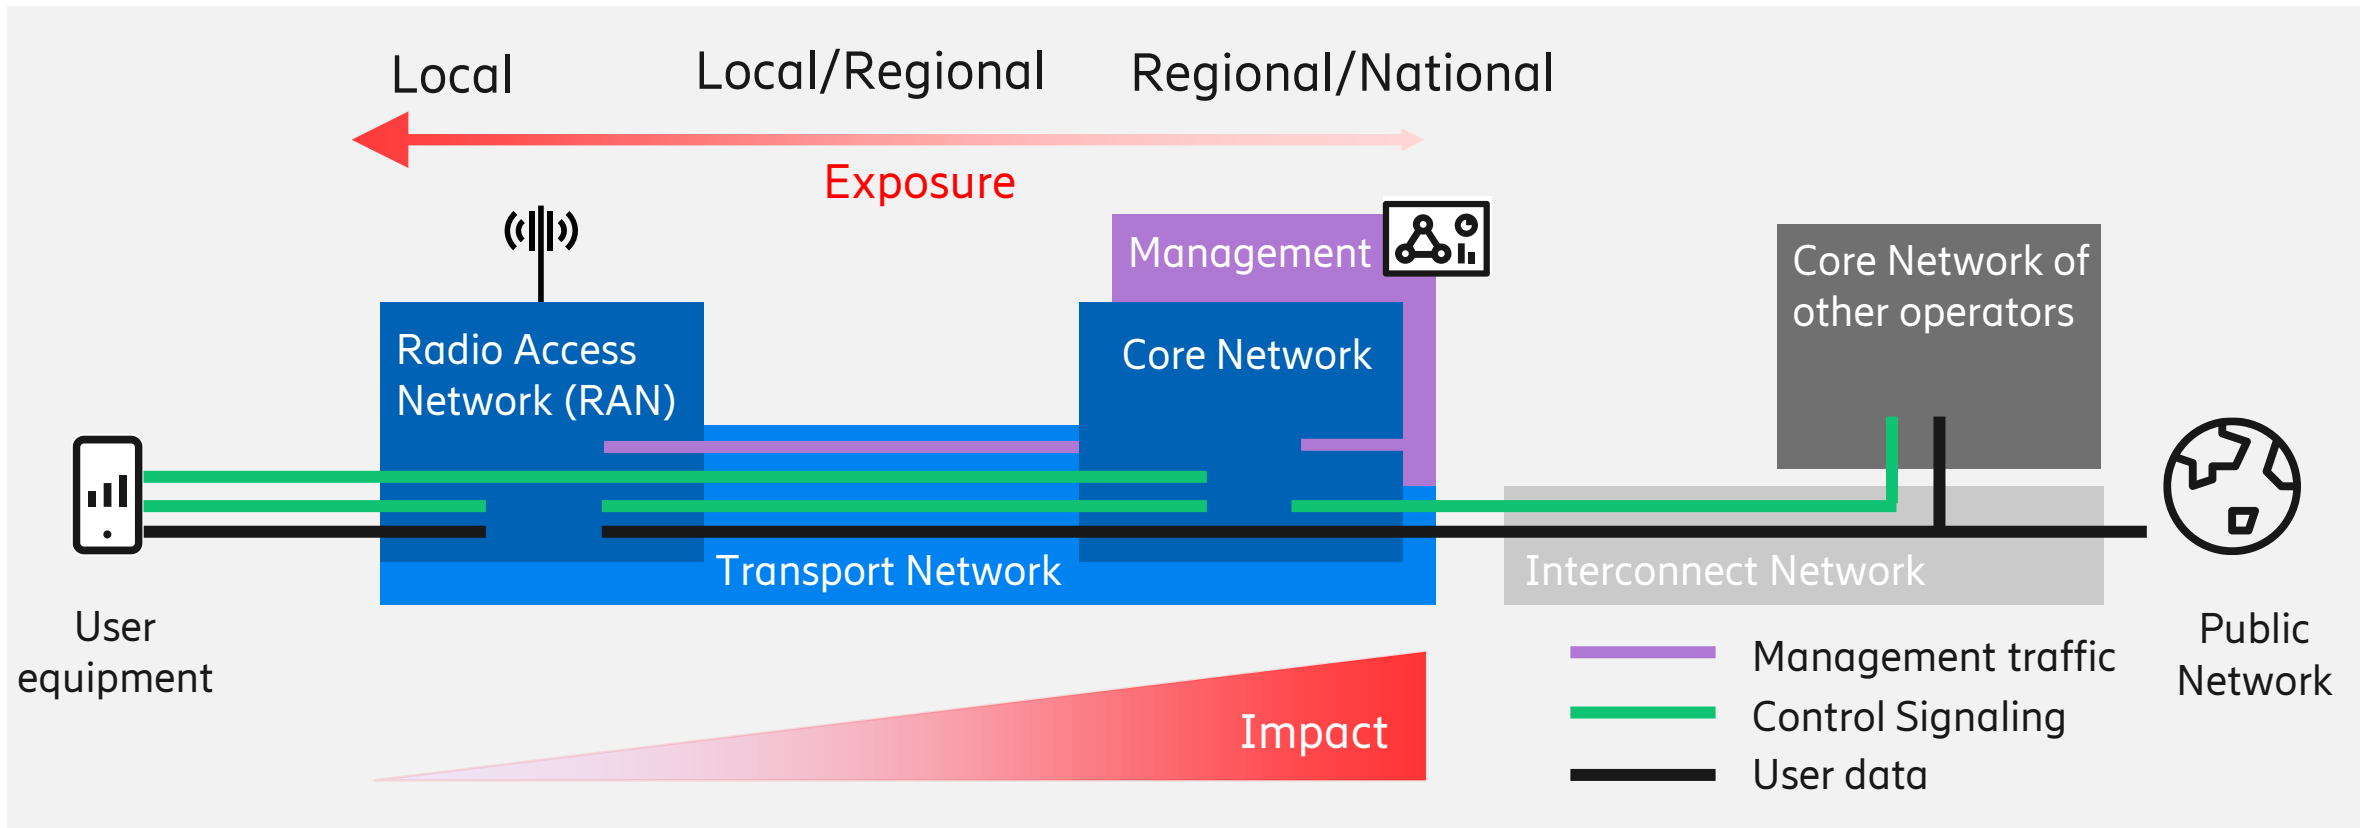 Local
Local/Regional
Regional/National
Exposure
Management
Core Network of
other operators
Radio Access
Network (RAN)
Core Network
Transport Network
Interconnect Network
User
equipment
Public
Network
Impact
Management traffic
Control Signaling
User data